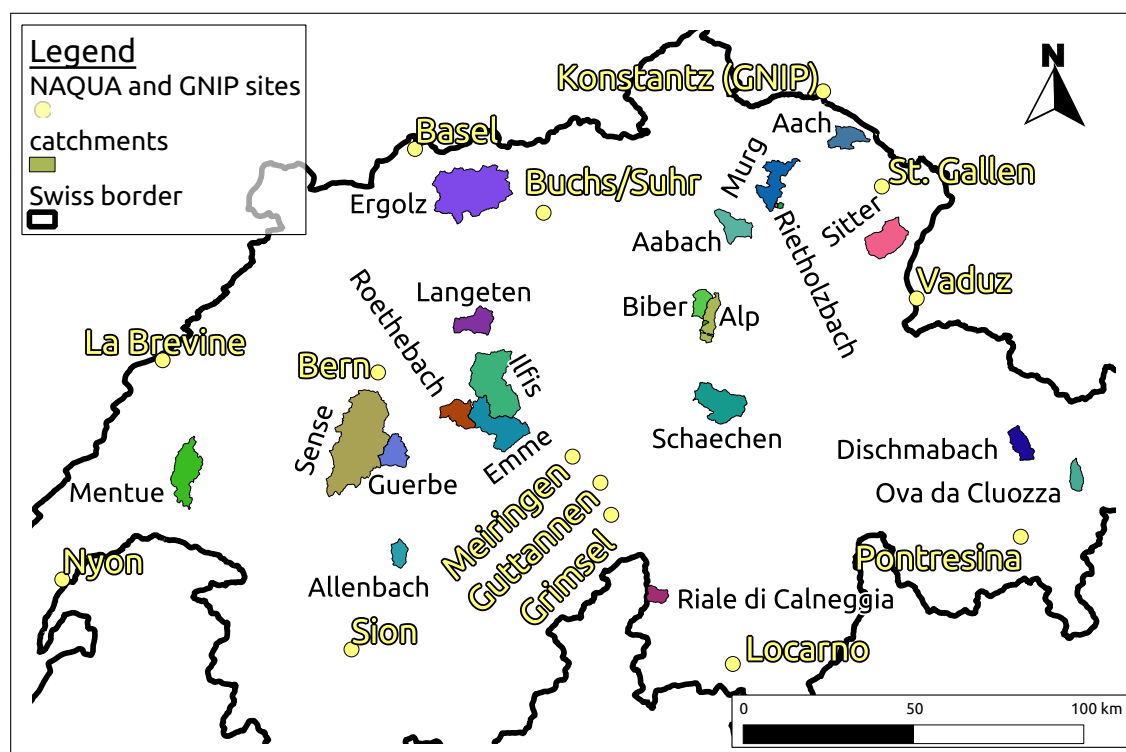 Legend
NAQUA and GNIP sites
catchments
Swiss border
N
Konstantz (GNIP)
Aach
Basel
Murg
St. Gallen
Ergolz
Buchs/Suhr
Sitter
Aabach
Rietholzbach
Vaduz
Roethebach
Langeten
Biber
Alp
La Brevine
Bern
Ilfis
Sense
Schaechen
Emme
Dischmabach
Mentue
Guerbe
Ova da Cluozza
Meiringen
Guttannen
Grimsel
Pontresina
Nyon
Allenbach
Riale di Calneggia
Sion
Locarno
0 50 100 km